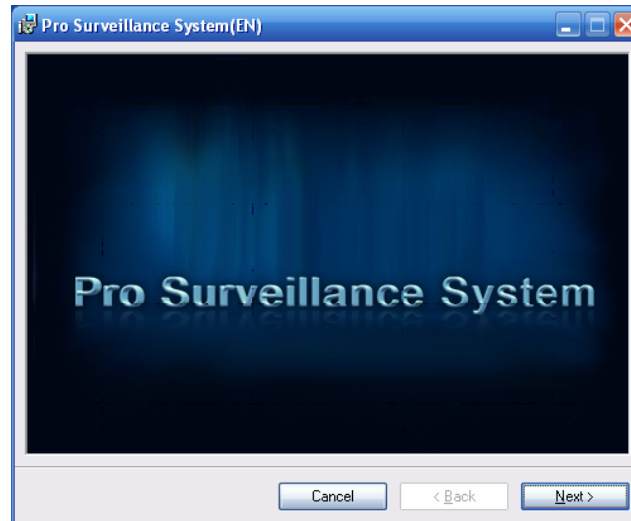 Pro Surveillance System(EN)
Pro Surveillance System
Cancel
< Back
Next >